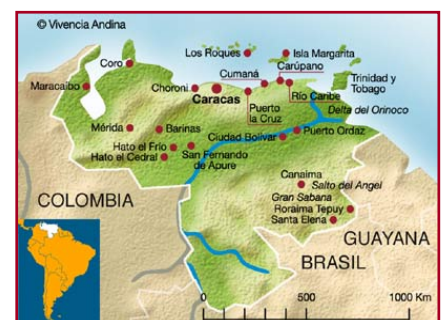 © Vivencia Andina
Los Roques
Isla Margarita
Coro
Cumaná
Carúpano
Trinidad y
Tobago
Maracaibo
Choroni
Caracas
Puerto
la Cruz
Río Caribe
Delta del Orinoco
Mérida
Barinas
Ciudad Bolívar
Puerto Ordaz
Hato el Frío
Hato el Cedral
San Fernando
de Apure
Canaima
Salto del Angel
Gran Sabana
Roraima Tepuy
Santa Elena
COLOMBIA
GUAYANA
BRASIL
0 500 1000 Km